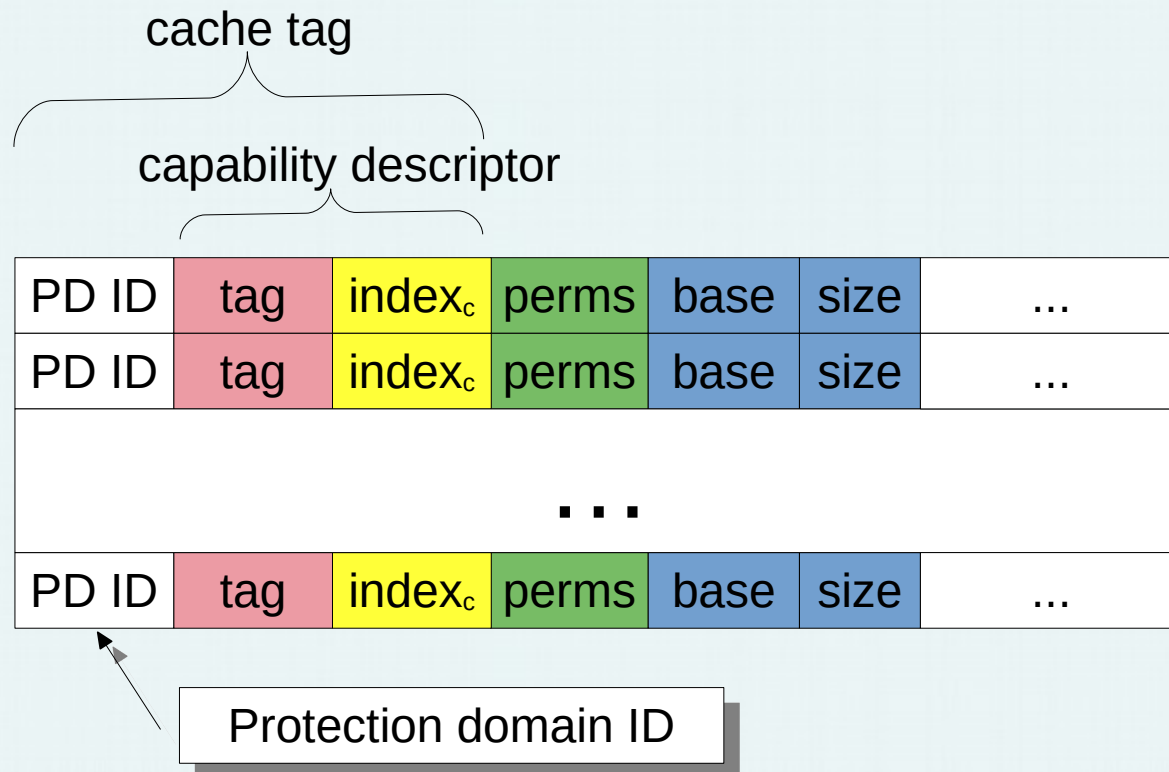 cache tag
capability descriptor
PD ID tag indexc perms base size ...
PD ID tag indexc perms base size ...
...
PD ID tag indexc perms base size ...
Protection domain ID